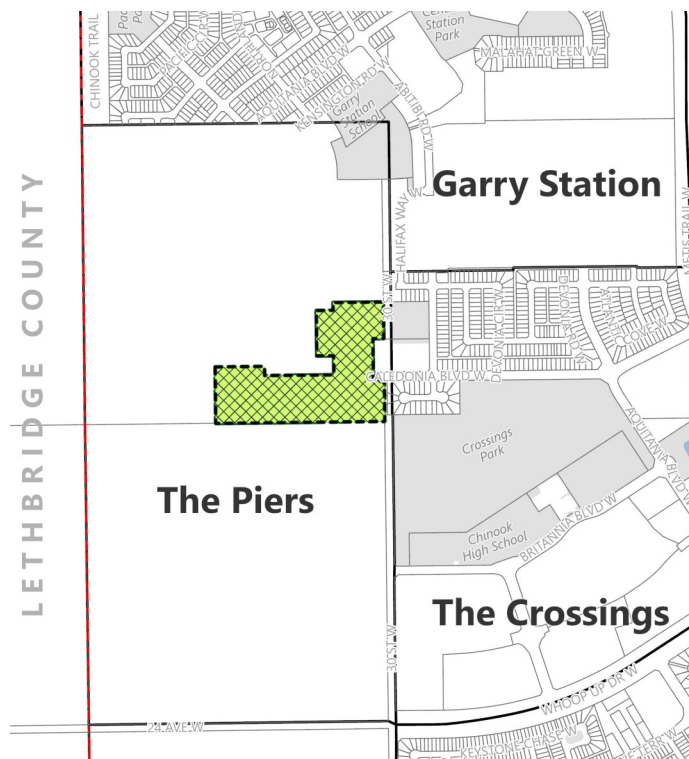 CHINOOK TRAIL
AQUITANIA BLVD W
KENSINGTON RD W
Station
Park
MALAHAT GREEN W
Garry
Station
School
ABITIBI RD W
Garry Station
HALIFAX WAY W
METIS TRAIL W
LETHBRIDGE COUNTY
30 ST W
DEVONIA CIR W
DEVONIA RD W
COVE W
CALEDONIA BLVD W
AQUITANIA BLVD W
Crossings
Park
The Piers
Chinook
High School
BRITANNIA BLVD W
The Crossings
30 ST W
WHOOP UP DR W
24 AVE W
KEYSTONE CHASE W